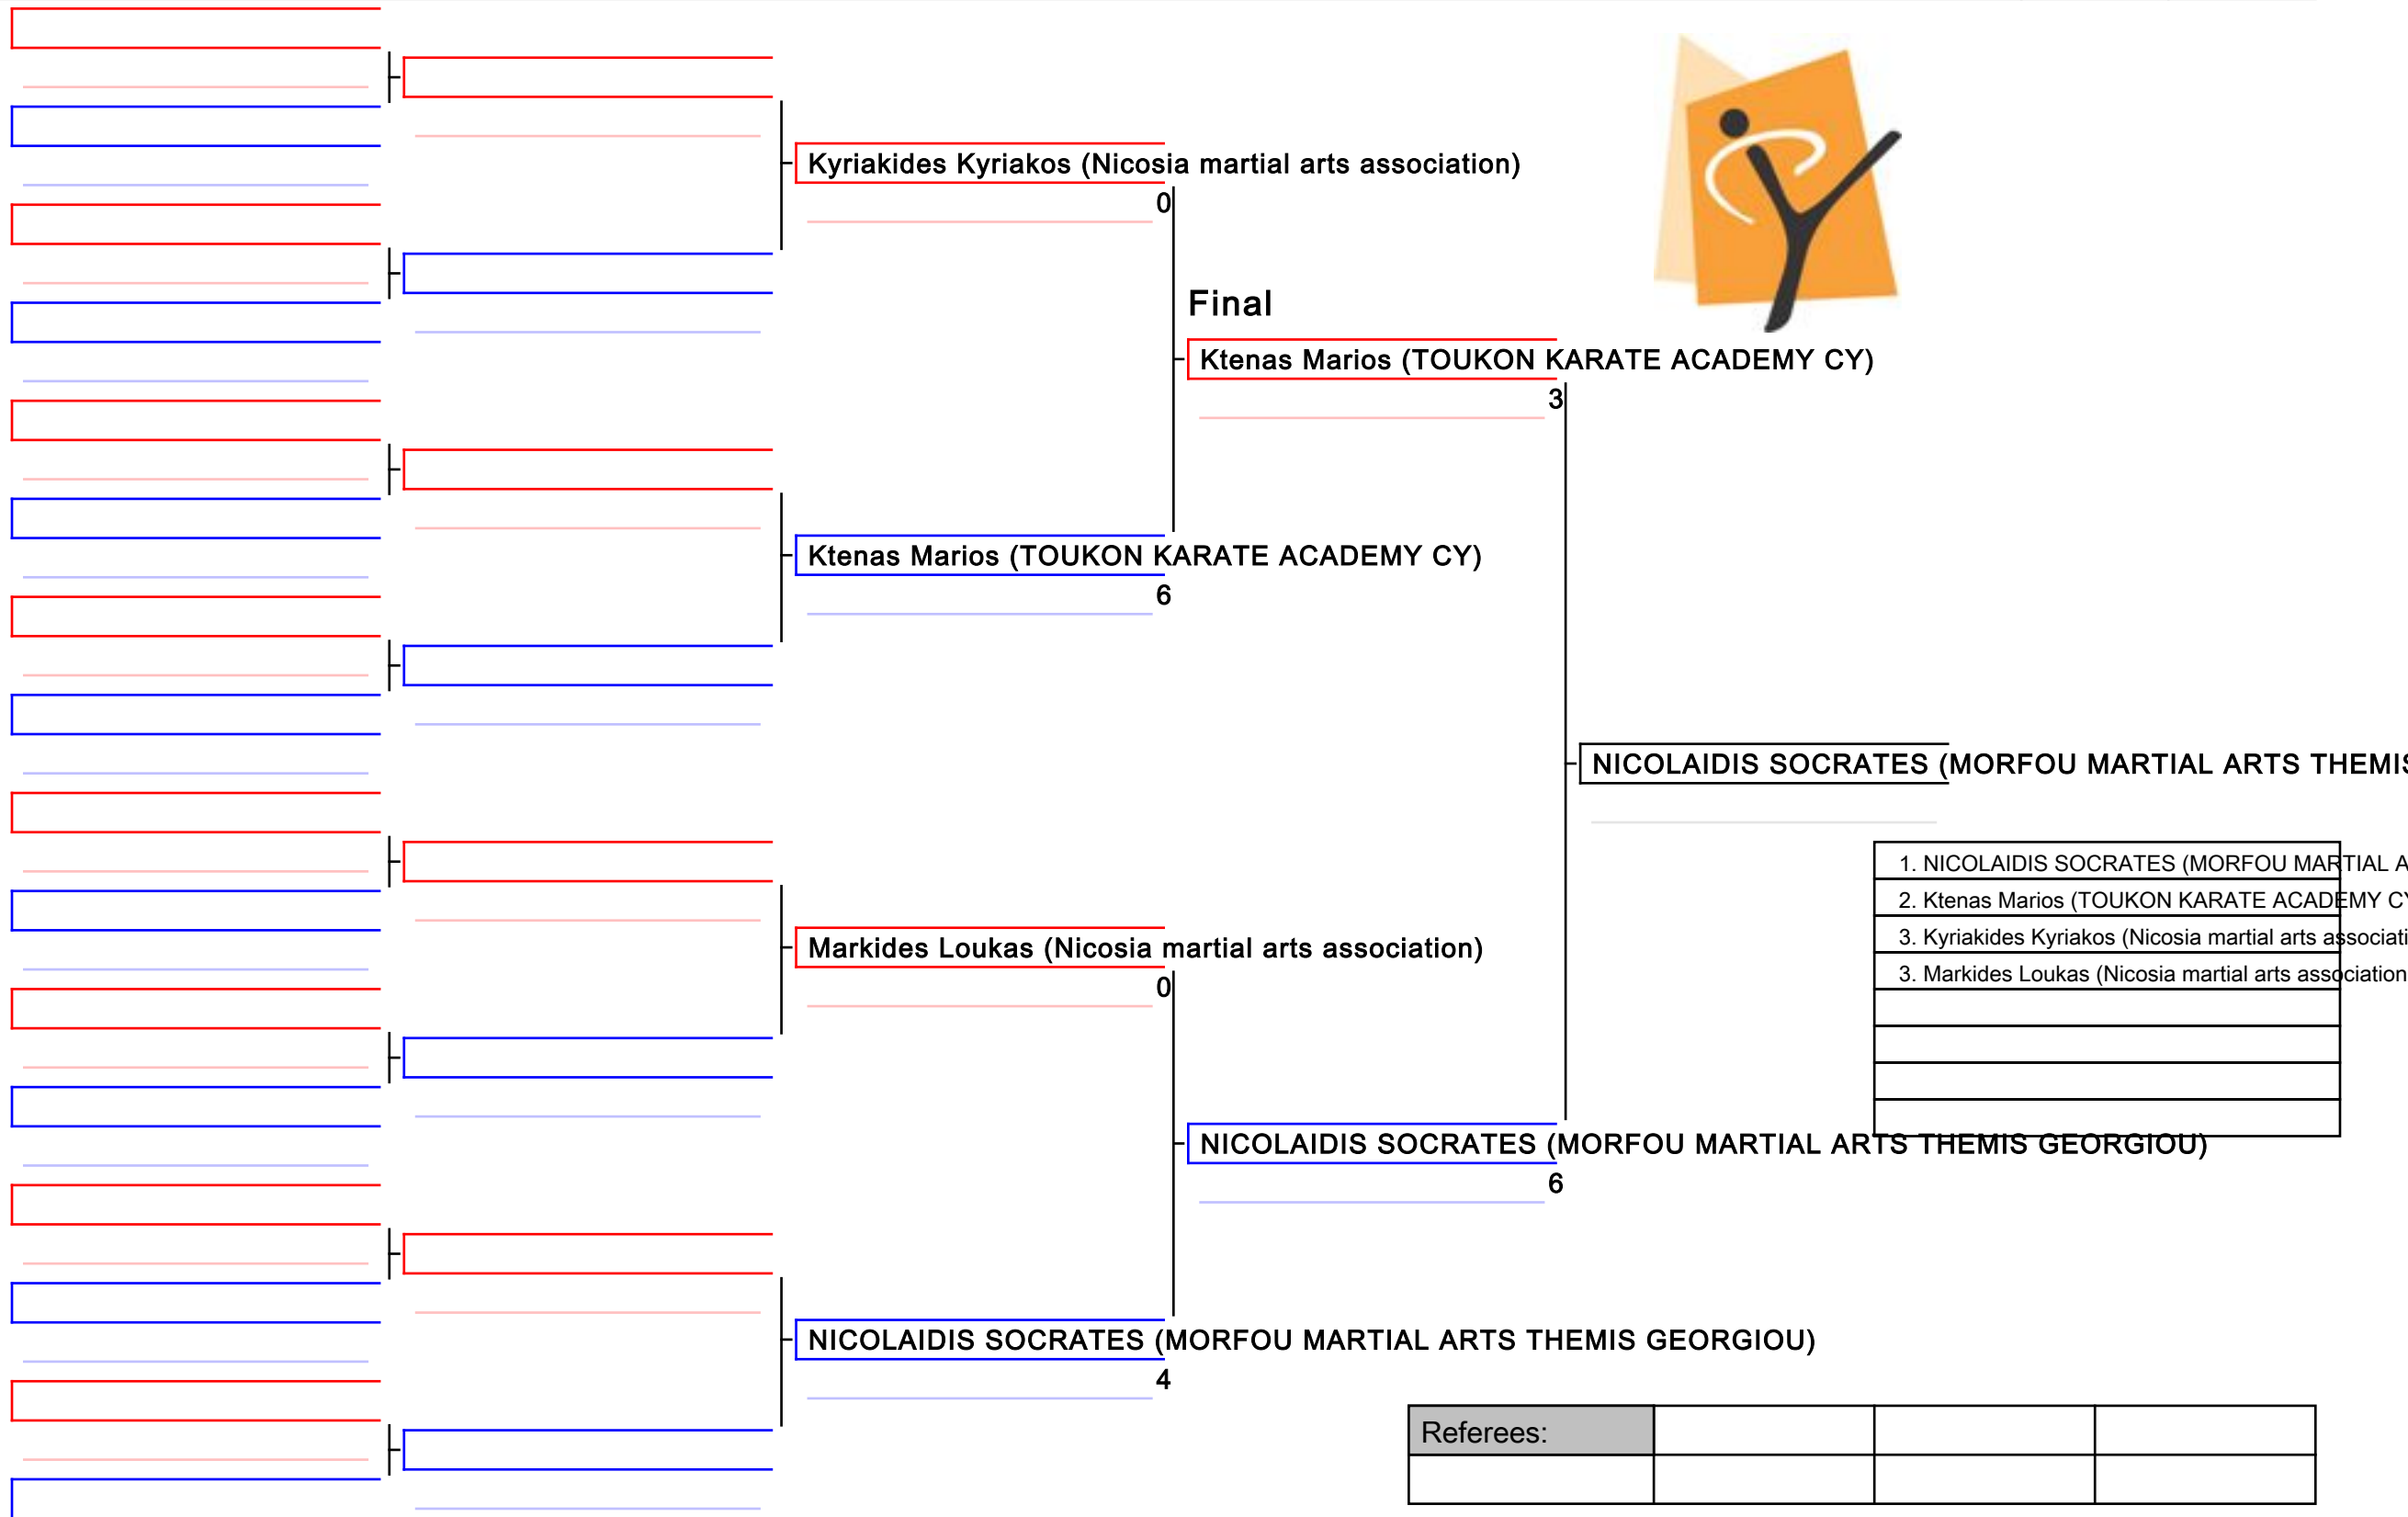 Kyriakides Kyriakos (Nicosia martial arts association)
0
Final
Ktenas Marios (TOUKON KARATE ACADEMY CY)
3
Ktenas Marios (TOUKON KARATE ACADEMY CY)
6
NICOLAIDIS SOCRATES (MORFOU MARTIAL ARTS THEMIS
1. NICOLAIDIS SOCRATES (MORFOU MARTIAL A
2. Ktenas Marios (TOUKON KARATE ACADEMY CY
3. Kyriakides Kyriakos (Nicosia martial arts associati
3. Markides Loukas (Nicosia martial arts association
Markides Loukas (Nicosia martial arts association)
0
NICOLAIDIS SOCRATES (MORFOU MARTIAL ARTS THEMIS GEORGIOU)
6
NICOLAIDIS SOCRATES (MORFOU MARTIAL ARTS THEMIS GEORGIOU)
4
Referees: